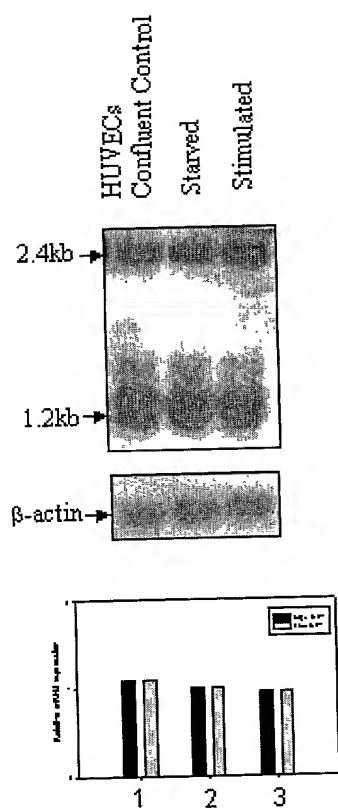 HUVECs
Confluent Control
Starved
Stimulated
2.4kb
1.2kb
β-actin
1
2
3